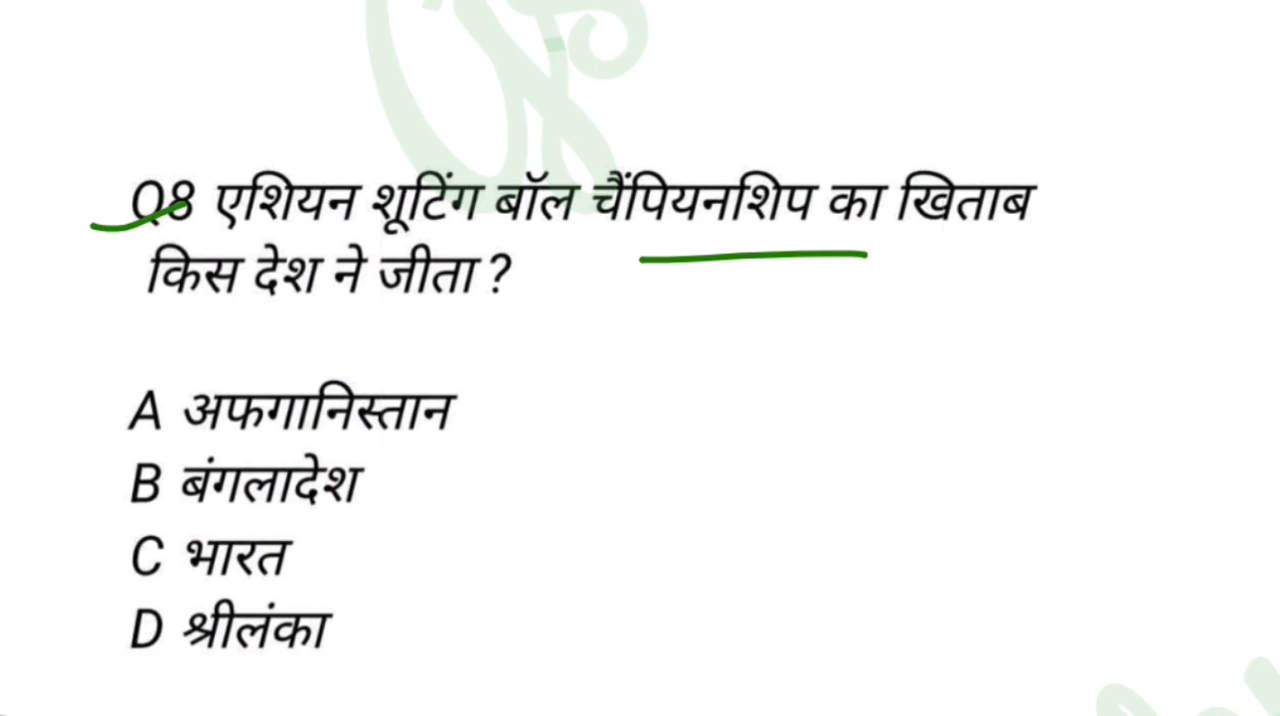 Q8 एशियन शूटिंग बॉल चैंपियनशिप का खिताब
किस देश ने जीता ?
A अफगानिस्तान
B बंगलादेश
C भारत
D श्रीलंका